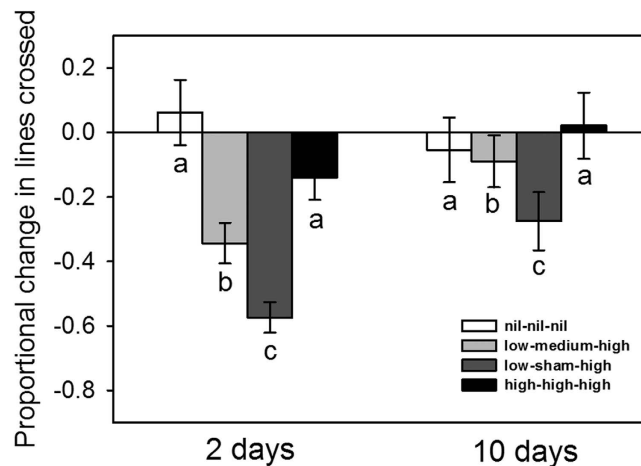 Proportional change in lines crossed
0.2
0.0
-0.2
-0.4
-0.6
-0.8
a
b
c
a
a
b
c
a
nil-nil-nil
low-medium-high
low-sham-high
high-high-high
2 days
10 days